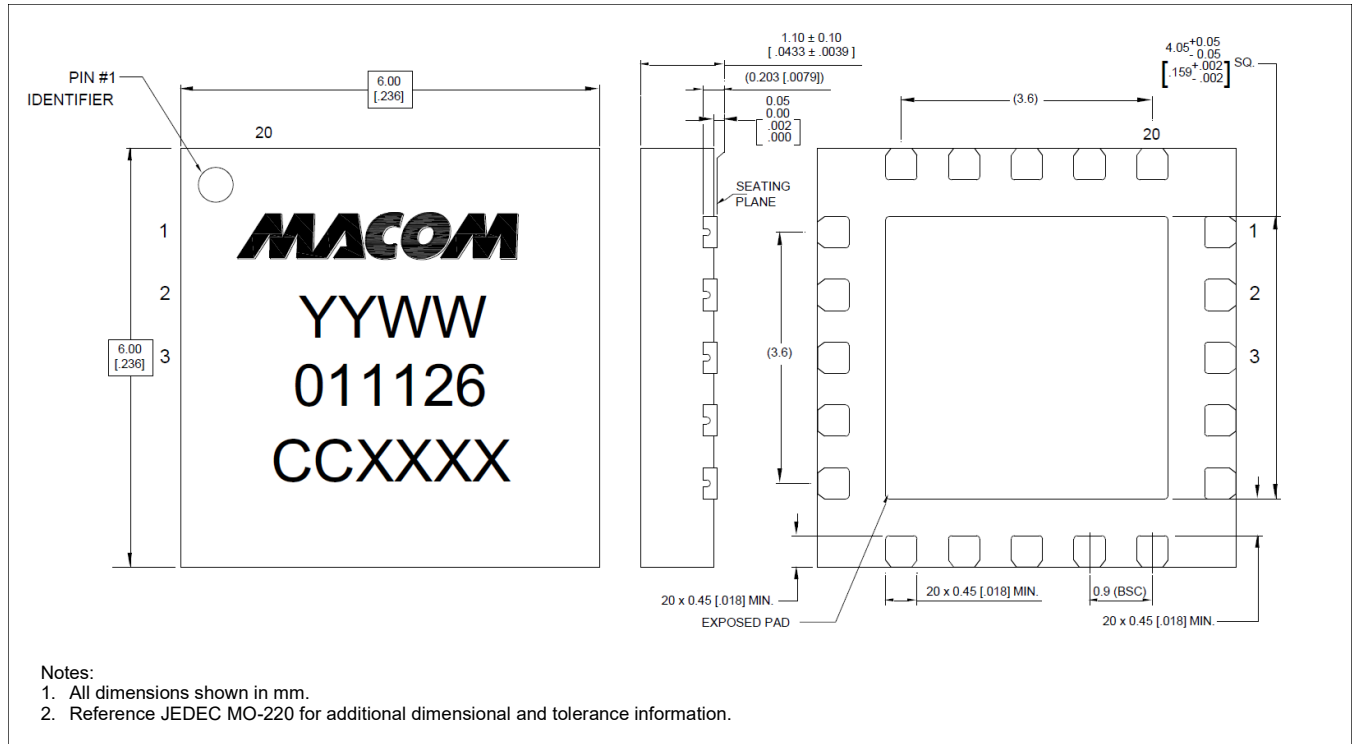 PIN #1
IDENTIFIER
6.00
[.236]
20
6.00
[.236]
1
2
3
MACOM
YYWW
011126
CCXXXX
1.10 ± 0.10
[ .0433 ± .0039 ]
(0.203 [.0079])
0.05
0.00
[ .002
.000 ]
SEATING
PLANE
4.05 +0.05
- 0.05
[ .159 +.002
- .002 ] SQ.
(3.6)
20
(3.6)
1
2
3
20 x 0.45 [.018] MIN.
EXPOSED PAD
20 x 0.45 [.018] MIN.
0.9 (BSC)
20 x 0.45 [.018] MIN.
Notes:
1. All dimensions shown in mm.
2. Reference JEDEC MO-220 for additional dimensional and tolerance information.